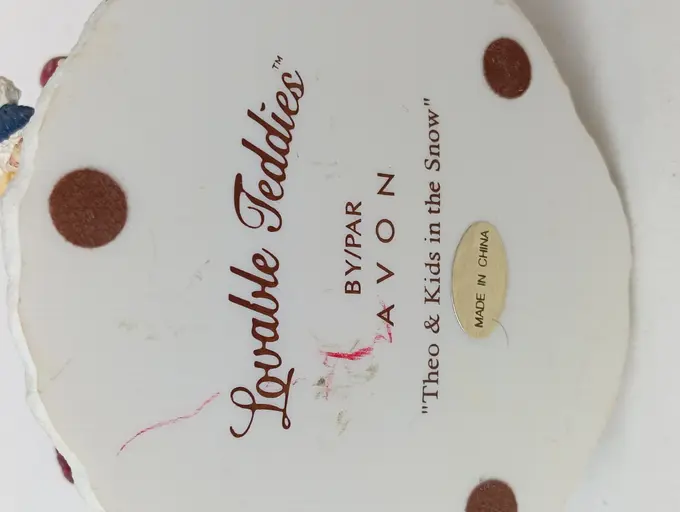 Lovable Teddies™
BY/PAR
AVON
"Theo & Kids in the Snow"
MADE IN CHINA